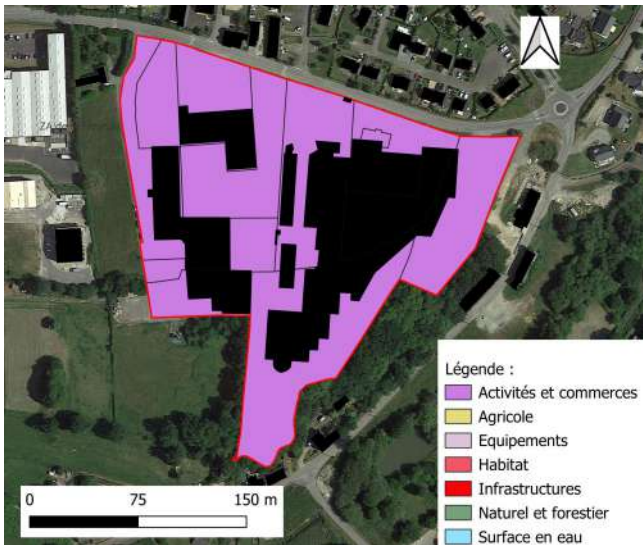 0 75 150 m
Légende :
Activités et commerces
Agricole
Equipements
Habitat
Infrastructures
Naturel et forestier
Surface en eau